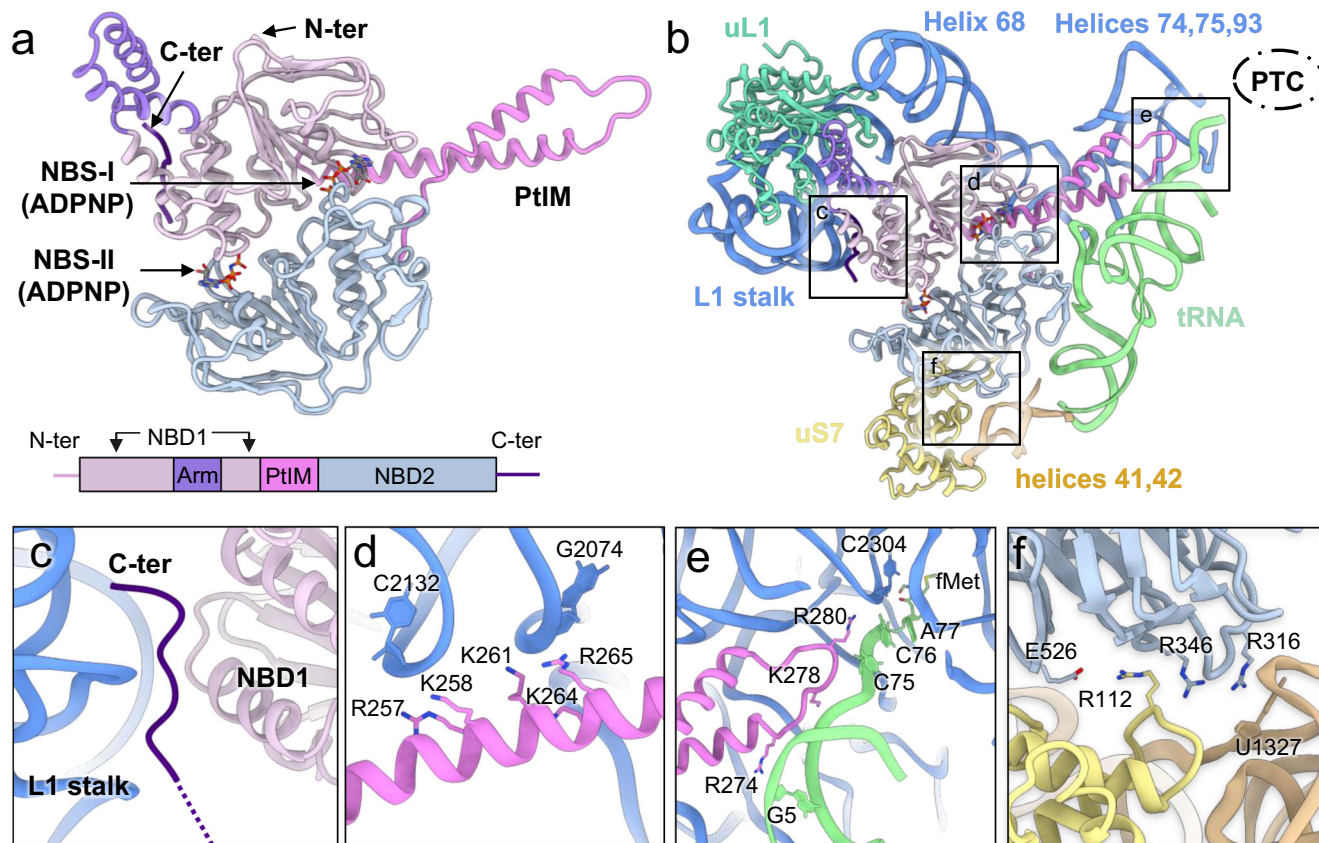 a
N-ter
C-ter
NBS-I
(ADPNP)
PtIM
NBS-II
(ADPNP)
N-ter
NBD1
C-ter
Arm
PtIM
NBD2
b
uL1
Helix 68
Helices 74,75,93
PTC
e
d
c
L1 stalk
tRNA
f
uS7
helices 41,42
c
C-ter
NBD1
L1 stalk
d
G2074
C2132
K261
R265
K258
K264
R257
e
C2304
fMet
R280
A77
C76
K278
C75
R274
G5
f
E526
R346
R316
R112
U1327